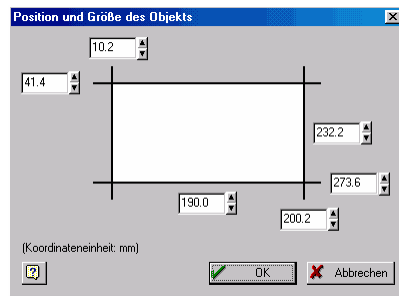 Position und Größe des Objekts
10.2
41.4
232.2
273.6
190.0
200.2
(Koordinateneinheit: mm)
OK
Abbrechen